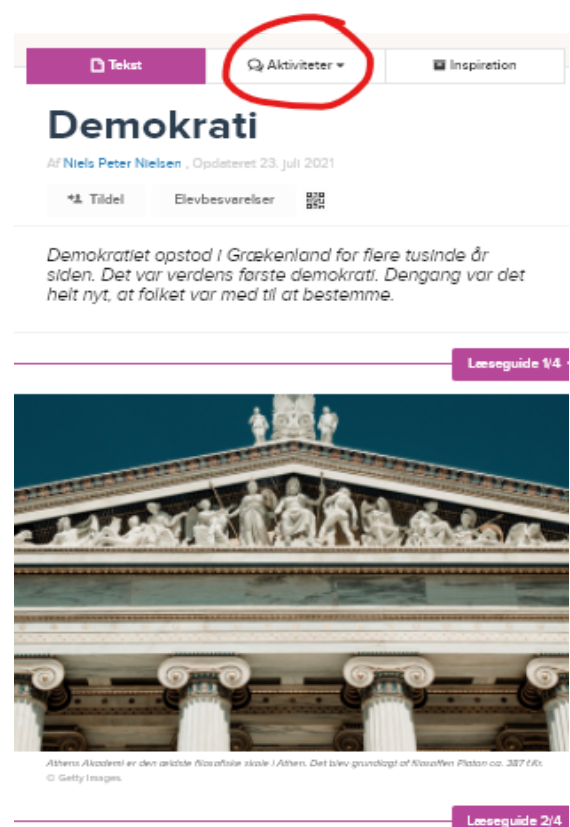 Tekst
Aktiviteter
Inspiration
Demokrati
Af Niels Peter Nielsen , Opdateret 23. juli 2021
Tildel
Elevbesvarelser
Demokratiet opstod i Grækenland for flere tusinde år
siden. Det var verdens første demokrati. Dengang var det
helt nyt, at folket var med til at bestemme.
Læseguide 1/4
Athens Akademi er den ældste filosofiske skole i Athen. Det blev grundlagt af filosoffen Platon ca. 387 f.Kr.
© Getty Images.
Læseguide 2/4